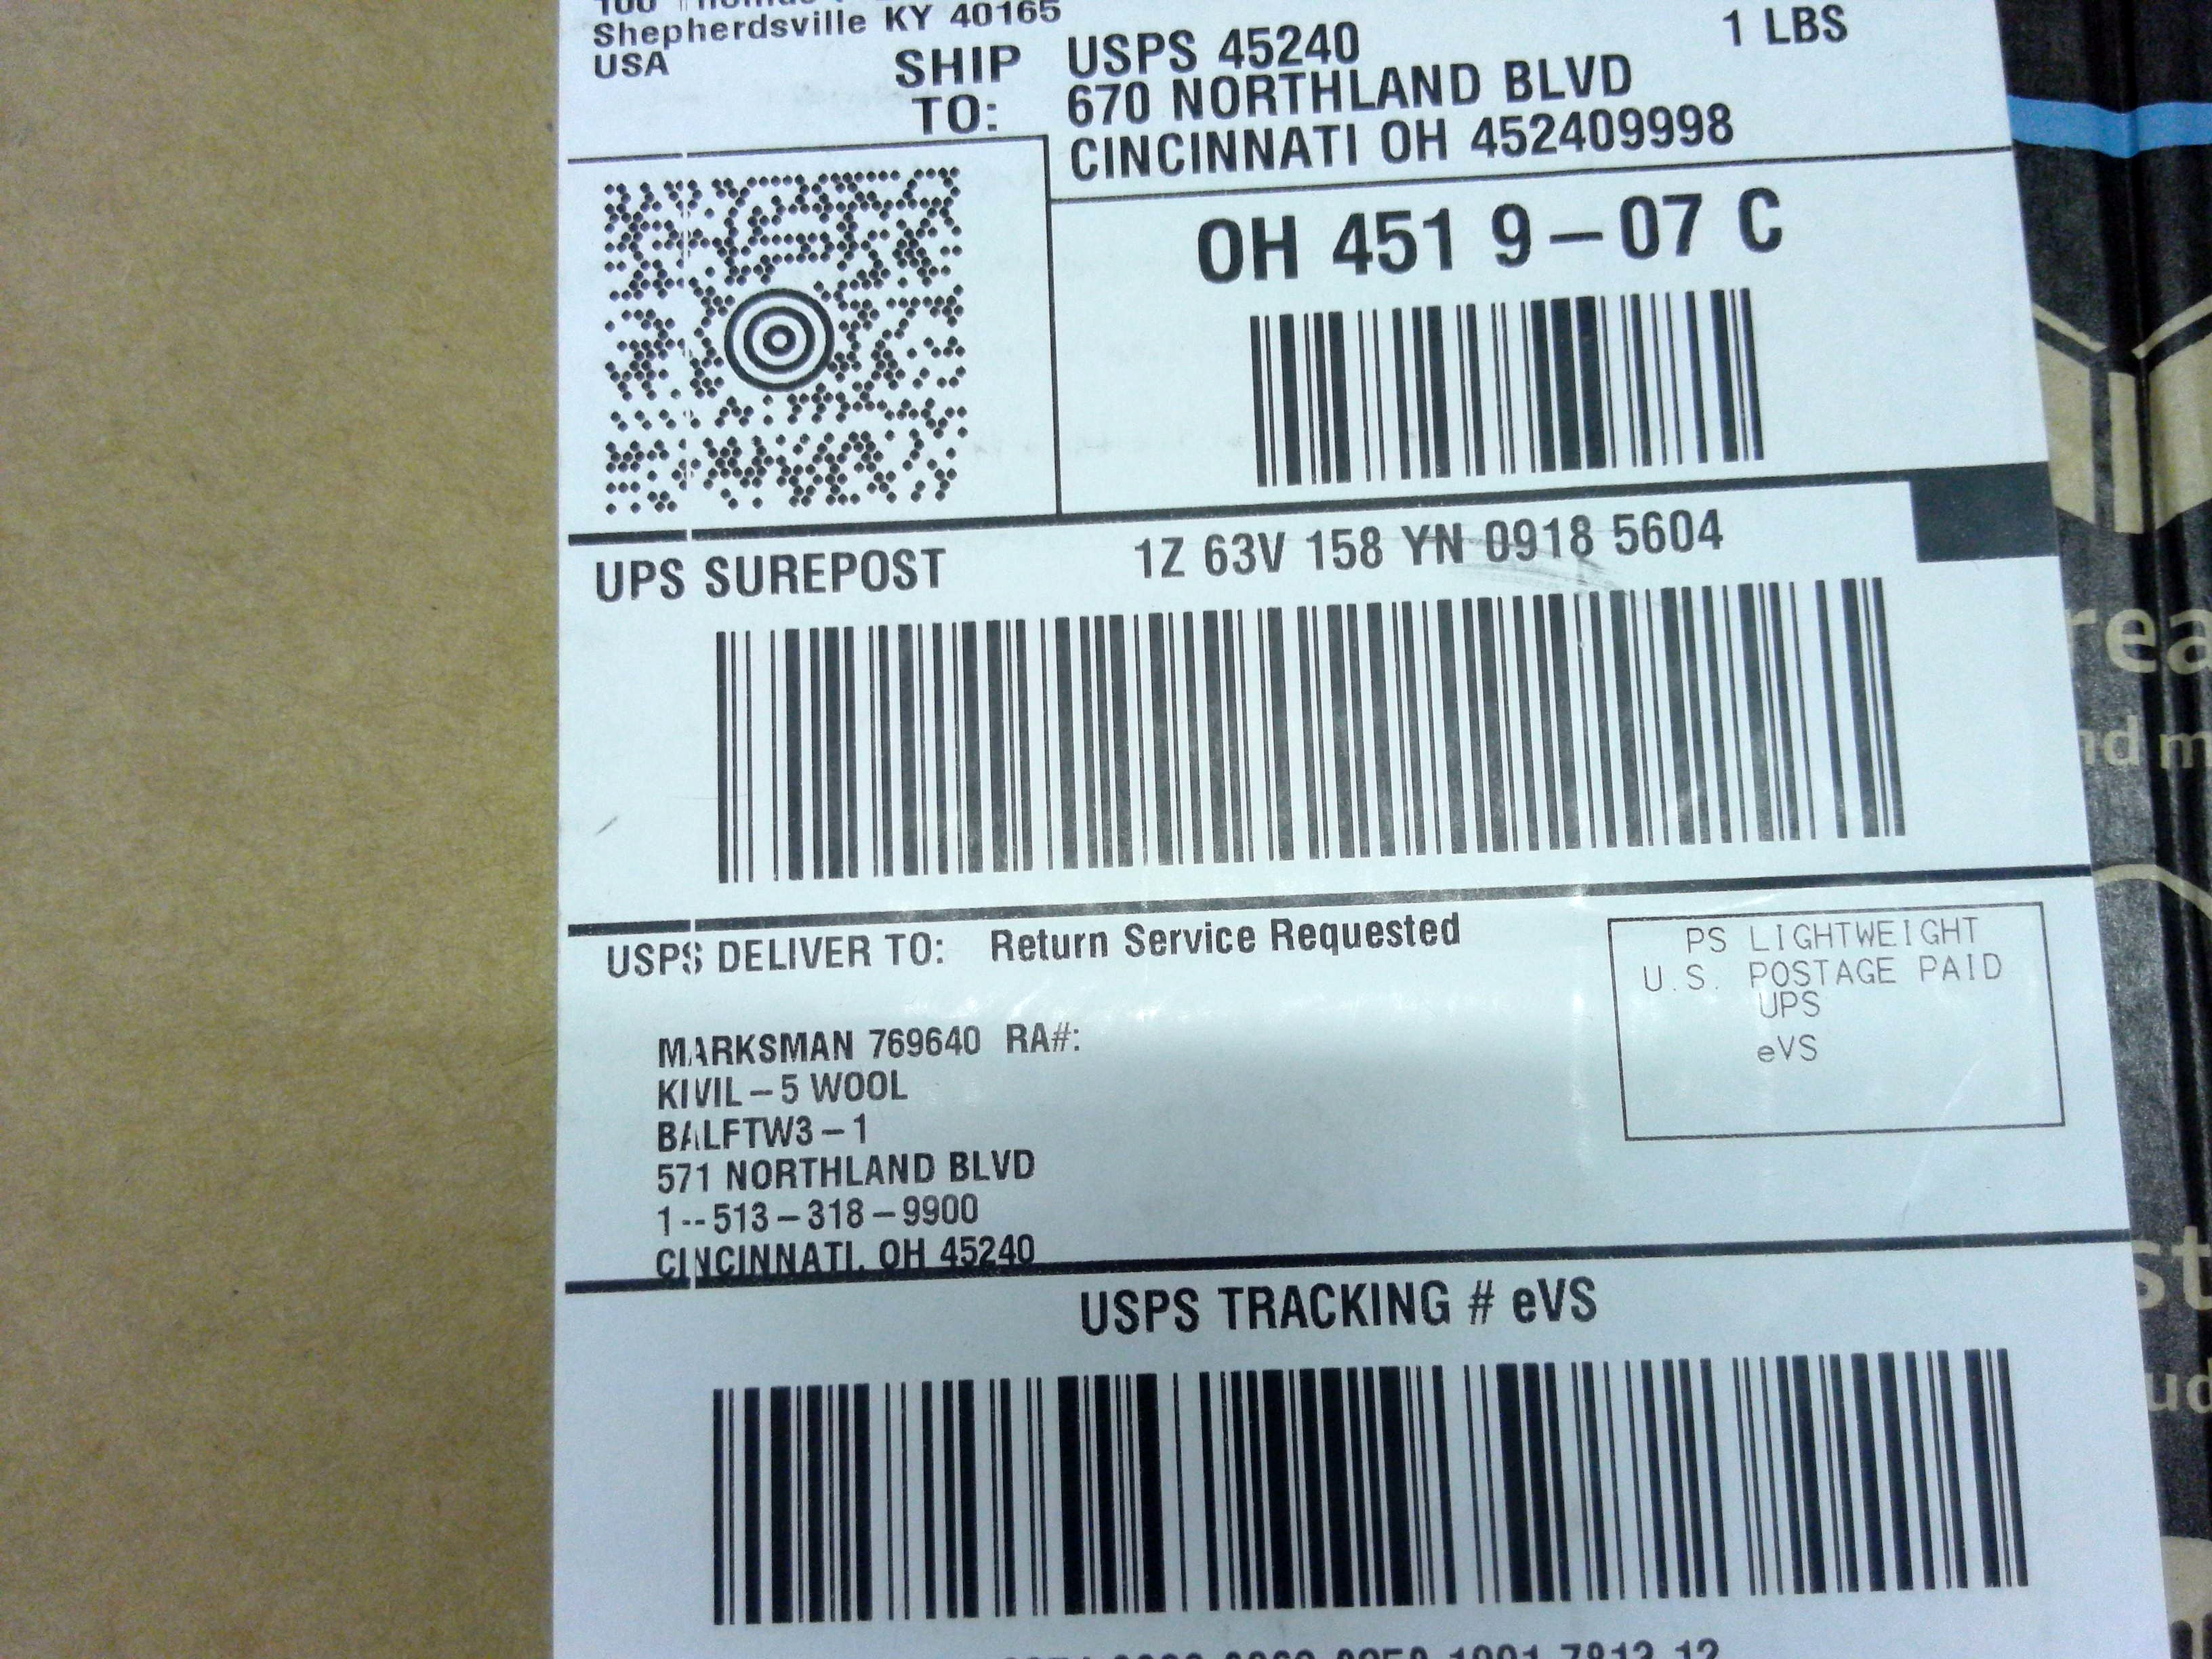 Shepherdsville KY 40165
USA
1 LBS
SHIP TO:
USPS 45240
670 NORTHLAND BLVD
CINCINNATI OH 452409998
OH 451 9-07 C
UPS SUREPOST
1Z 63V 158 YN 0918 5604
USPS DELIVER TO: Return Service Requested
PS LIGHTWEIGHT
U.S. POSTAGE PAID
UPS
eVS
MARKSMAN 769640 RA#:
KIVIL-5 WOOL
BALFTW3-1
571 NORTHLAND BLVD
1--513-318-9900
CINCINNATI, OH 45240
USPS TRACKING # eVS